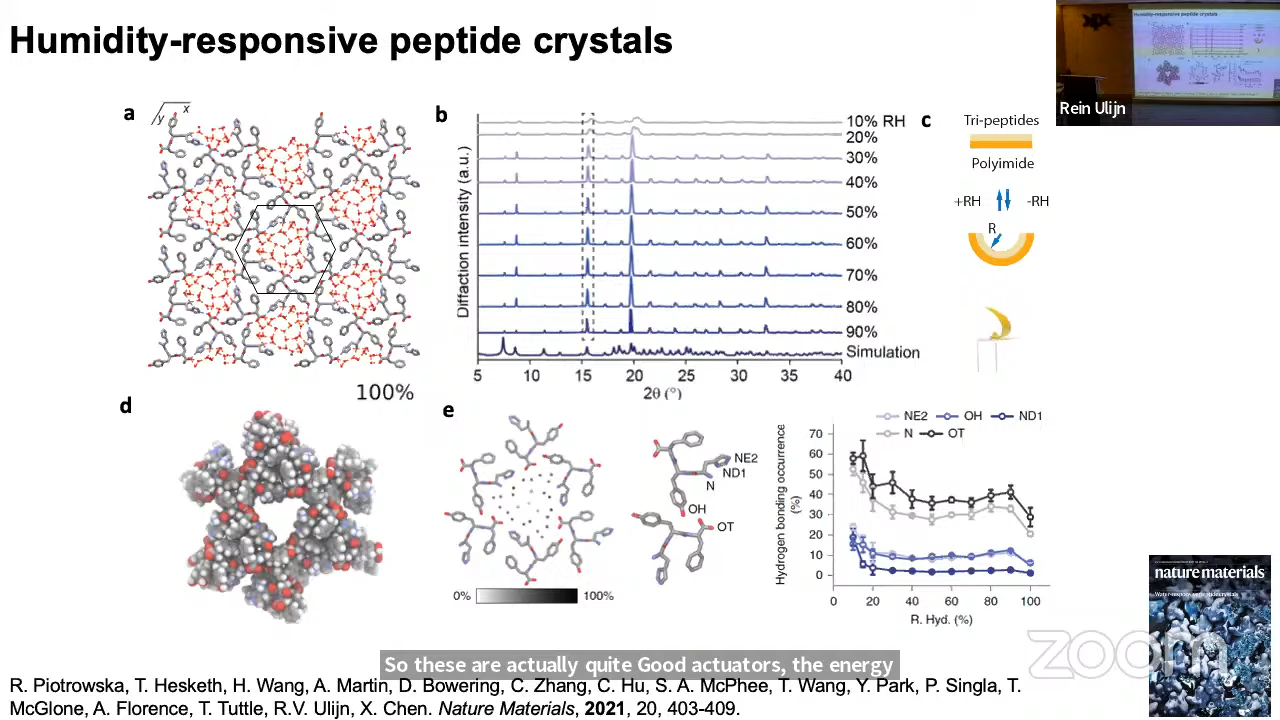 Humidity-responsive peptide crystals
Rein Ulijn
a
x
y
100%
b
Diffraction intensity (a.u.)
10% RH
20%
30%
40%
50%
60%
70%
80%
90%
Simulation
5
10
15
20
25
30
35
40
2θ (°)
c
Tri-peptides
Polyimide
+RH
-RH
R
d
e
NE2
ND1
N
OH
OT
0%
100%
NE2 OH ND1
N OT
Hydrogen bonding occurrence
(%)
70
60
50
40
30
20
10
0
0 20 40 60 80 100
R. Hyd. (%)
nature materials
zoom
So these are actually quite Good actuators, the energy
R. Piotrowska, T. Hesketh, H. Wang, A. Martin, D. Bowering, C. Zhang, C. Hu, S. A. McPhee, T. Wang, Y. Park, P. Singla, T.
McGlone, A. Florence, T. Tuttle, R.V. Ulijn, X. Chen. Nature Materials, 2021, 20, 403-409.